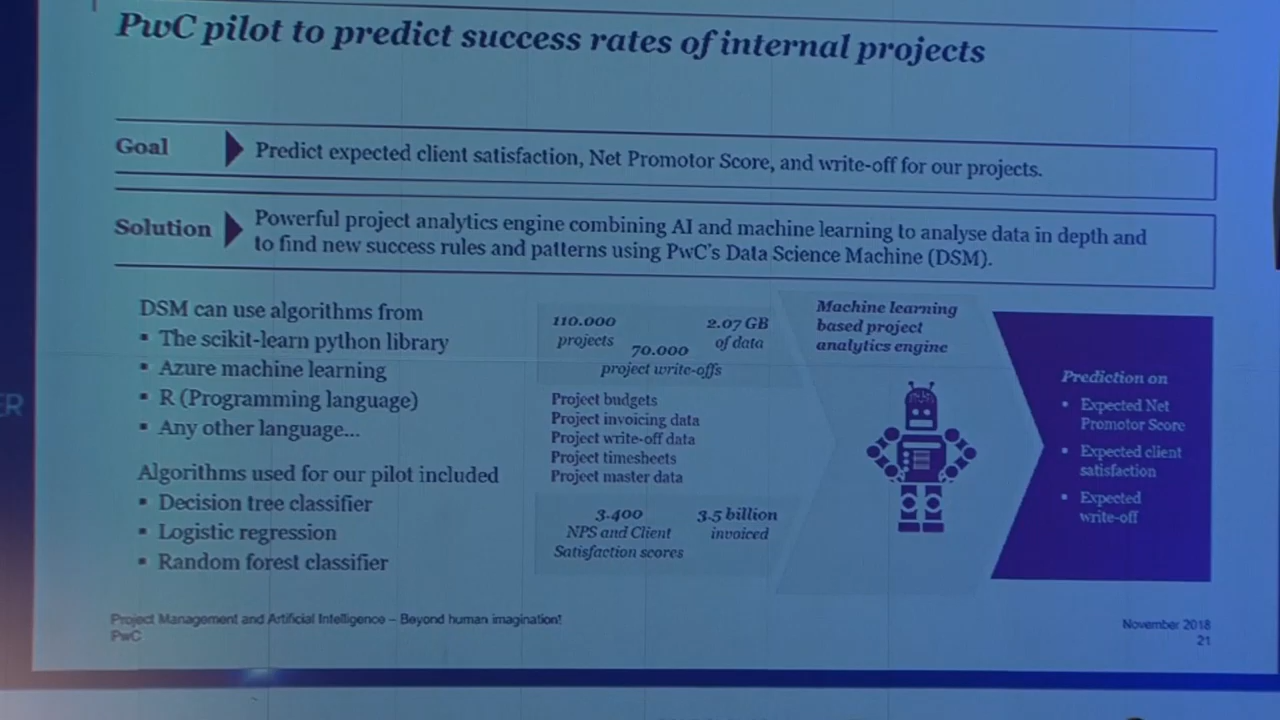 PwC pilot to predict success rates of internal projects
Goal
Predict expected client satisfaction, Net Promotor Score, and write-off for our projects.
Solution
Powerful project analytics engine combining AI and machine learning to analyse data in depth and
to find new success rules and patterns using PwC's Data Science Machine (DSM).
DSM can use algorithms from
▪ The scikit-learn python library
▪ Azure machine learning
▪ R (Programming language)
▪ Any other language...
Algorithms used for our pilot included
▪ Decision tree classifier
▪ Logistic regression
▪ Random forest classifier
110.000
projects
2.07 GB
of data
70.000
project write-offs
Project budgets
Project invoicing data
Project write-off data
Project timesheets
Project master data
3.400
NPS and Client
Satisfaction scores
3.5 billion
invoiced
Machine learning
based project
analytics engine
Prediction on
• Expected Net
Promotor Score
• Expected client
satisfaction
• Expected
write-off
Project Management and Artificial Intelligence – Beyond human imagination!
PwC
November 2018
21
ER